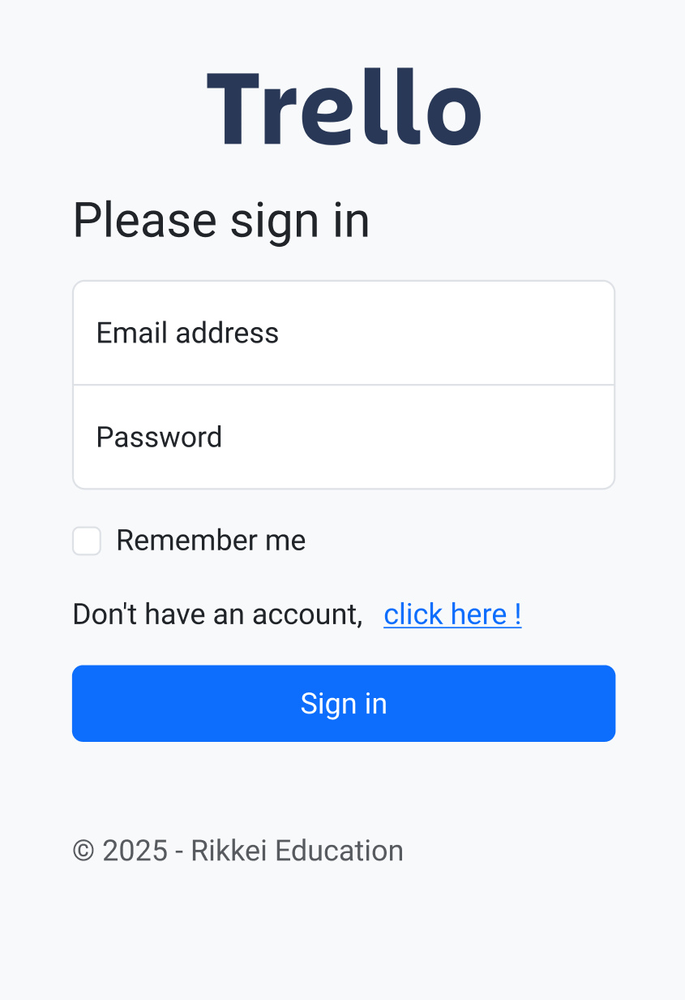 Trello
Please sign in
Email address
Password
Remember me
Don't have an account, click here !
Sign in
© 2025 - Rikkei Education